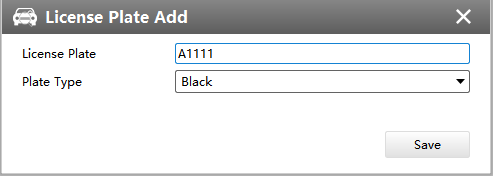 License Plate Add
License Plate A1111
Plate Type Black
Save